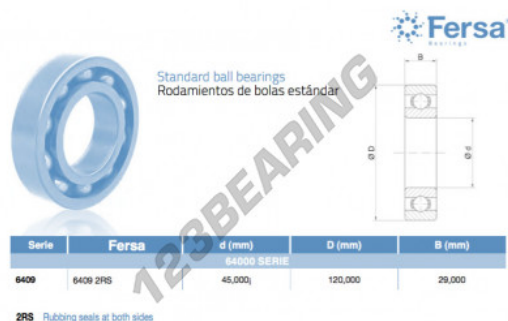 Fersa
Bearings
Standard ball bearings
Rodamientos de bolas estándar
B
Ø D
Ø d
123BEARING
Serie Fersa d (mm) D (mm) B (mm)
64000 SERIE
6409 6409 2RS 45,000 120,000 29,000
2RS Rubbing seals at both sides